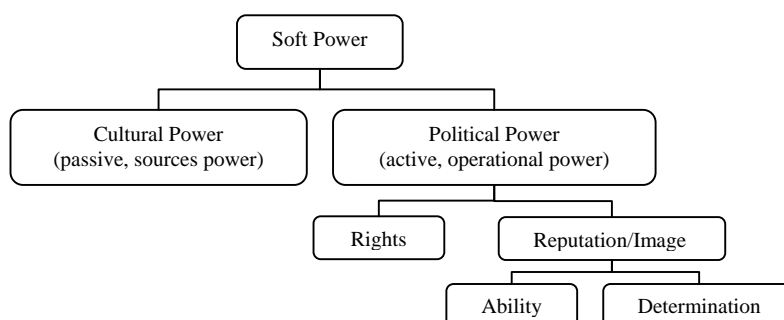 Soft Power
Cultural Power
(passive, sources power)
Political Power
(active, operational power)
Rights
Reputation/Image
Ability
Determination